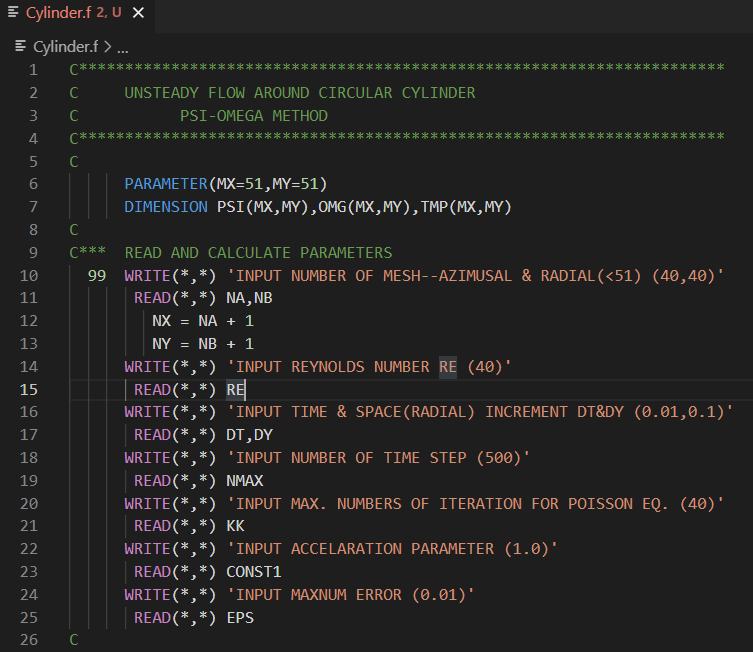 Cylinder.f 2, U ×
Cylinder.f > ...
1 C**********************************************************************
2 C     UNSTEADY FLOW AROUND CIRCULAR CYLINDER
3 C           PSI-OMEGA METHOD
4 C**********************************************************************
5 C
6       PARAMETER(MX=51,MY=51)
7       DIMENSION PSI(MX,MY),OMG(MX,MY),TMP(MX,MY)
8 C
9 C***  READ AND CALCULATE PARAMETERS
10   99 WRITE(*,*) 'INPUT NUMBER OF MESH--AZIMUSAL & RADIAL(<51) (40,40)'
11        READ(*,*) NA,NB
12          NX = NA + 1
13          NY = NB + 1
14       WRITE(*,*) 'INPUT REYNOLDS NUMBER RE (40)'
15        READ(*,*) RE
16       WRITE(*,*) 'INPUT TIME & SPACE(RADIAL) INCREMENT DT&DY (0.01,0.1)'
17        READ(*,*) DT,DY
18       WRITE(*,*) 'INPUT NUMBER OF TIME STEP (500)'
19        READ(*,*) NMAX
20       WRITE(*,*) 'INPUT MAX. NUMBERS OF ITERATION FOR POISSON EQ. (40)'
21        READ(*,*) KK
22       WRITE(*,*) 'INPUT ACCELARATION PARAMETER (1.0)'
23        READ(*,*) CONST1
24       WRITE(*,*) 'INPUT MAXNUM ERROR (0.01)'
25        READ(*,*) EPS
26 C